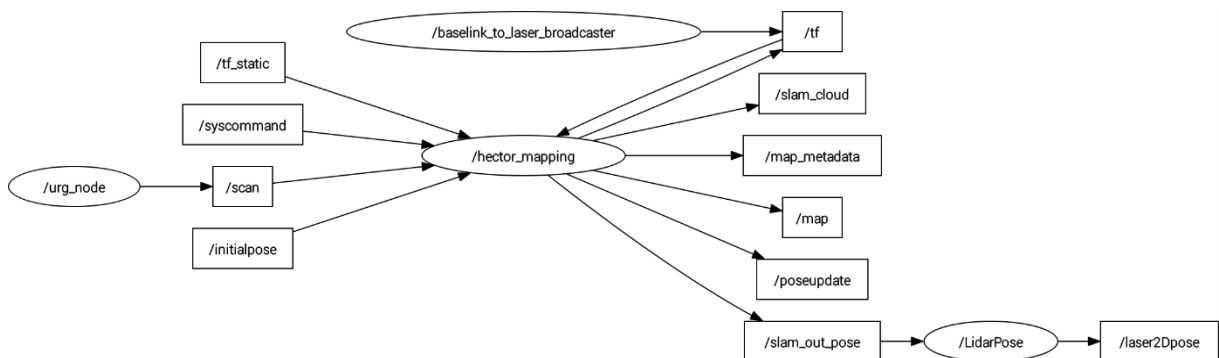 /baselink_to_laser_broadcaster
/tf
/tf_static
/slam_cloud
/syscommand
/hector_mapping
/map_metadata
/urg_node
/scan
/map
/initialpose
/poseupdate
/slam_out_pose
/LidarPose
/laser2Dpose